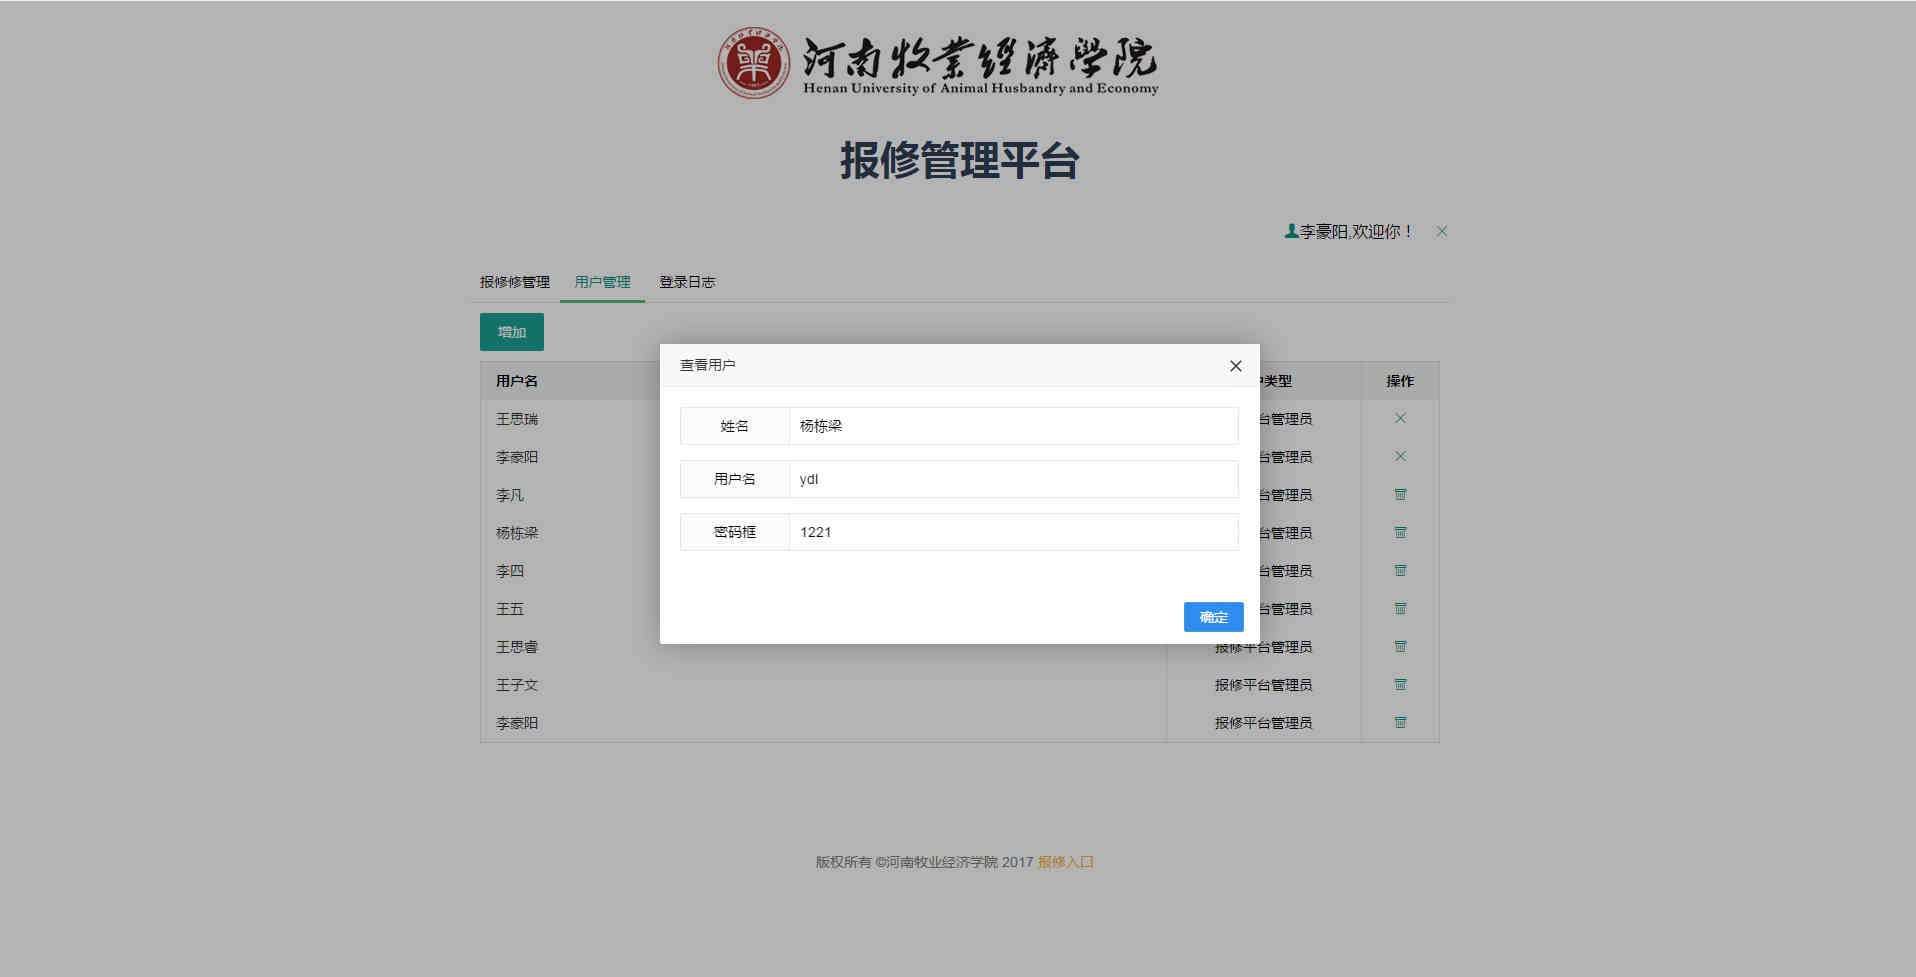 河南牧业经济学院
Henan University of Animal Husbandry and Economy
报修管理平台
李豪阳,欢迎你！
报修修管理 用户管理 登录日志
增加
查看用户
用户名 户类型 操作
姓名 杨栋梁
王思瑞 台管理员
李豪阳 台管理员
用户名 ydl
李凡 台管理员
杨栋梁 台管理员
密码框 1221
李四 台管理员
王五 台管理员
确定
王思睿 报修平台管理员
王子文 报修平台管理员
李豪阳 报修平台管理员
版权所有 ©河南牧业经济学院 2017 报修入口